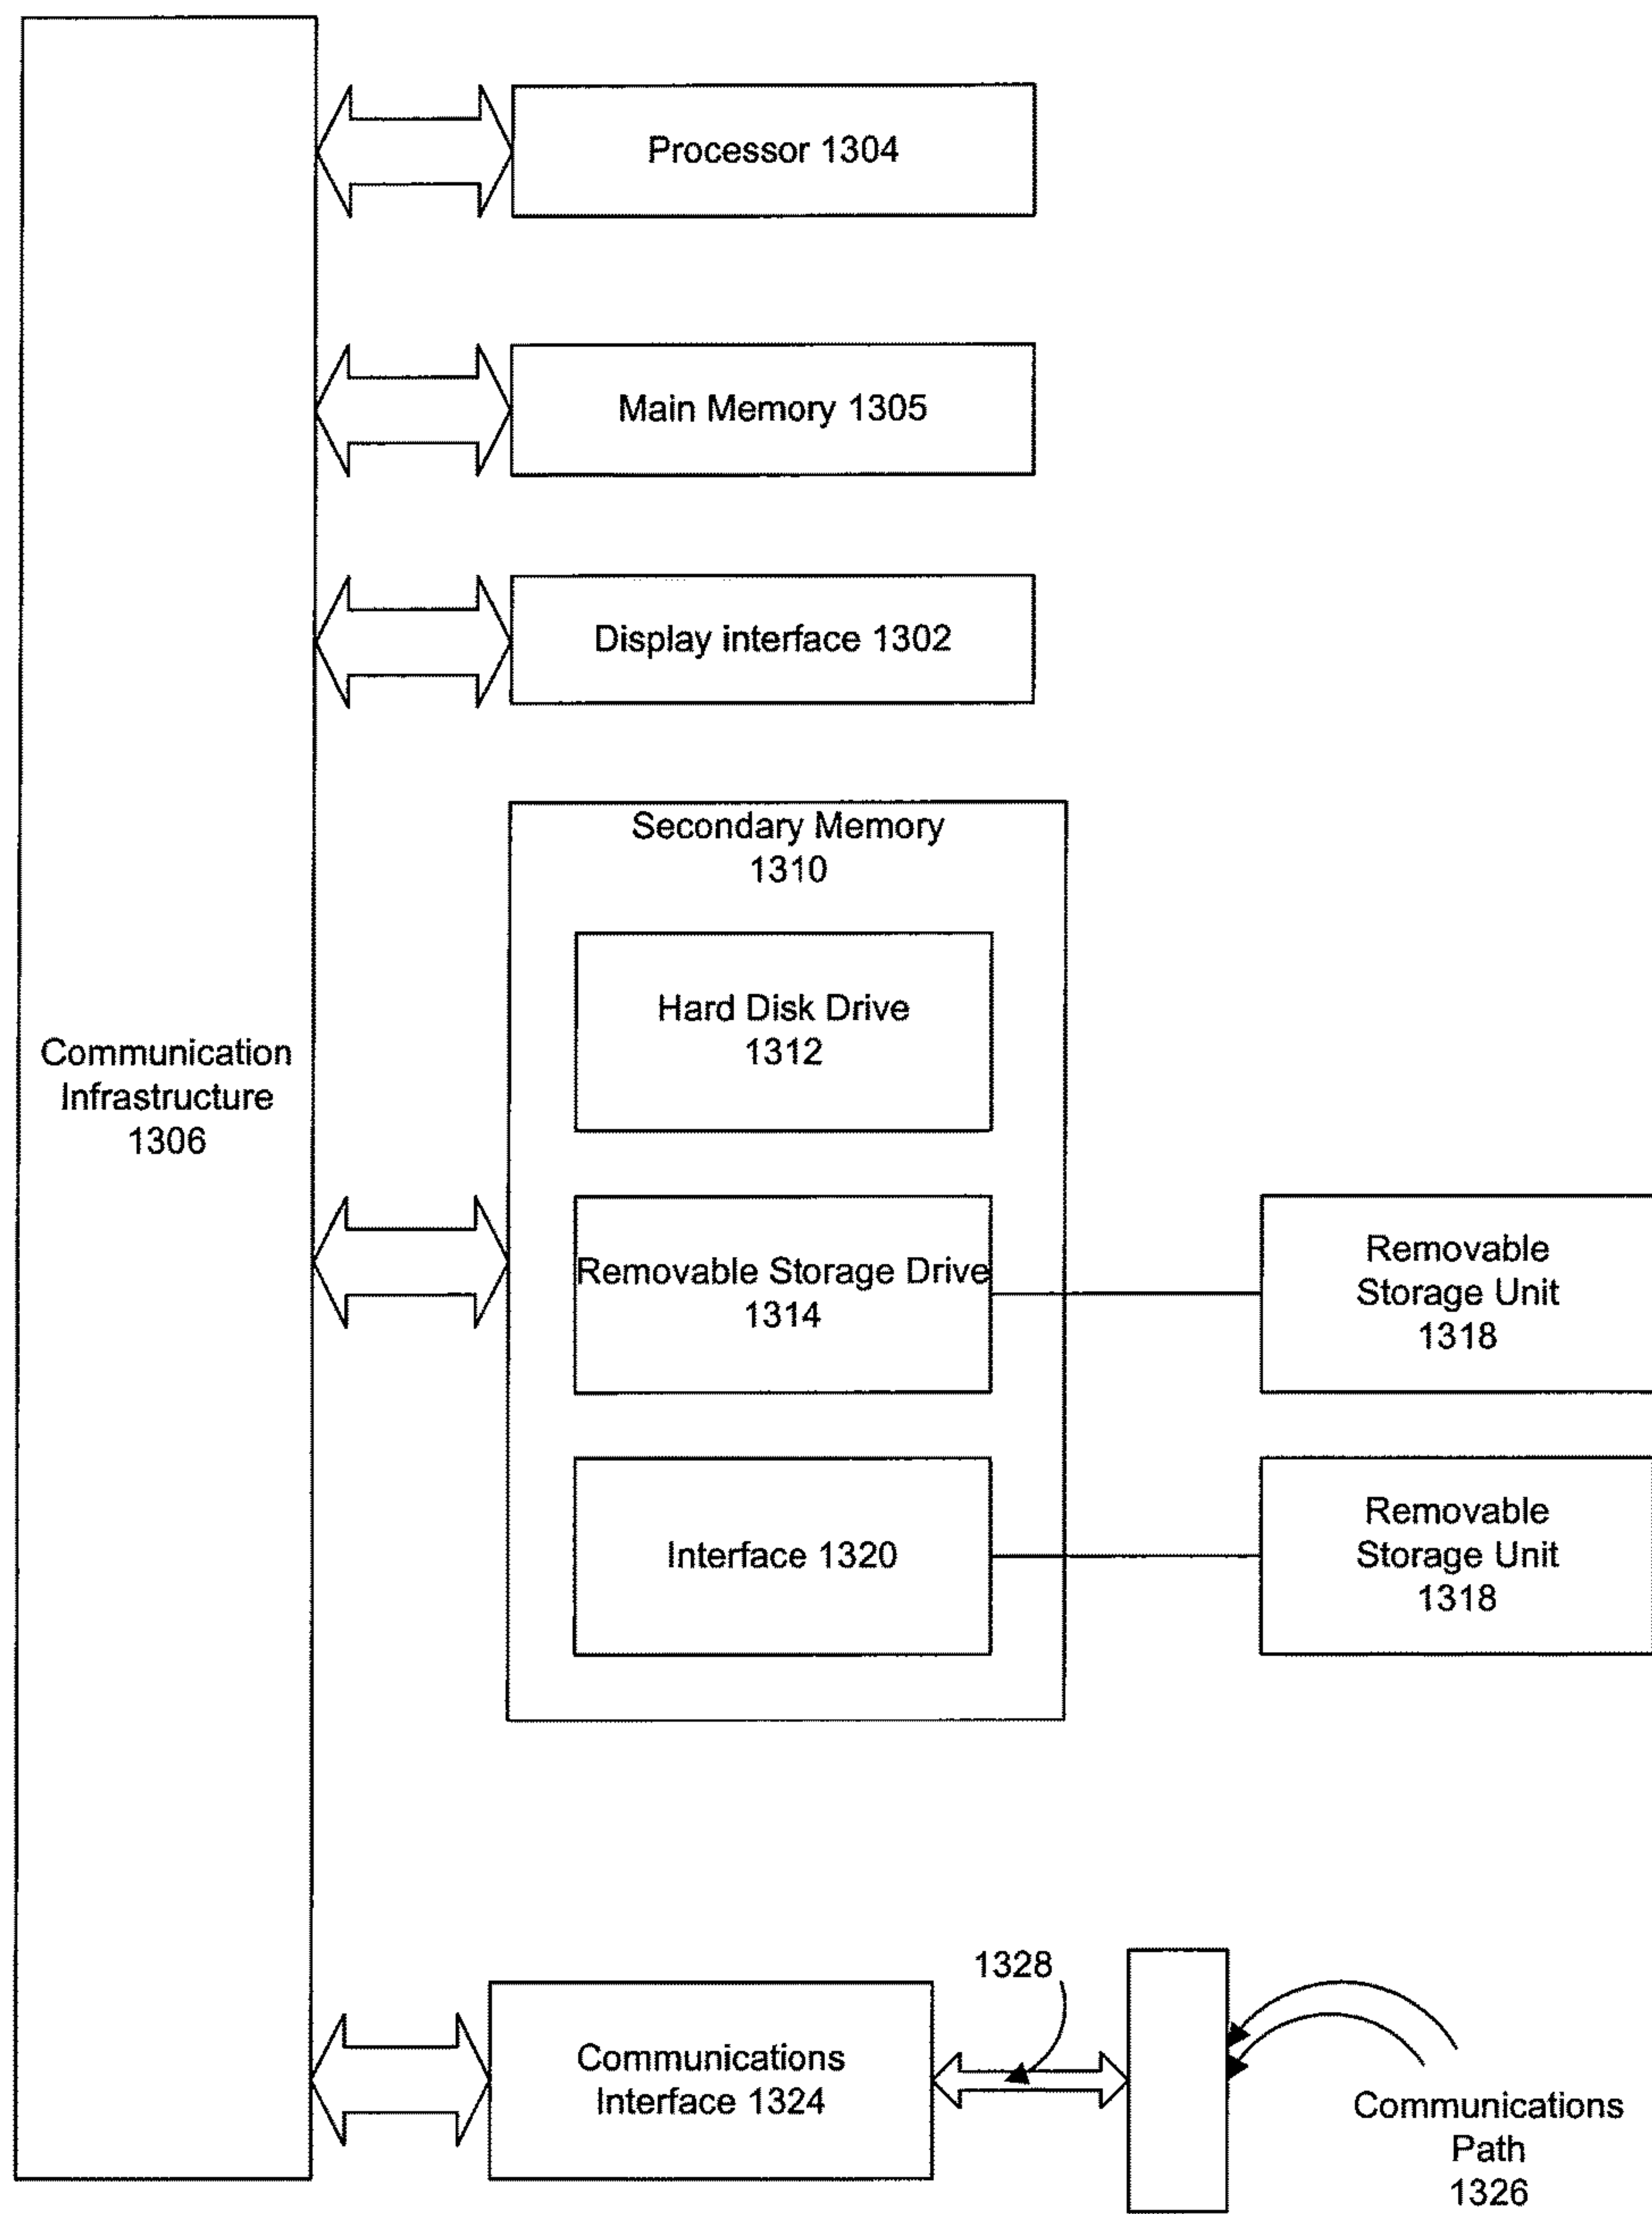 Processor 1304
Main Memory 1305
Display interface 1302
Secondary Memory
1310
Hard Disk Drive
1312
Communication
Infrastructure
1306
Removable Storage Drive
1314
Removable
Storage Unit
1318
Interface 1320
Removable
Storage Unit
1318
1328
Communications
Interface 1324
Communications
Path
1326